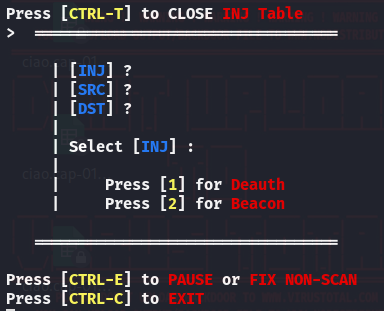 Press [CTRL-T] to CLOSE INJ Table
> ==================================
| [INJ] ?
| [SRC] ?
| [DST] ?
|
| Select [INJ] :
|
| Press [1] for Deauth
| Press [2] for Beacon
==================================
Press [CTRL-E] to PAUSE or FIX NON-SCAN
Press [CTRL-C] to EXIT